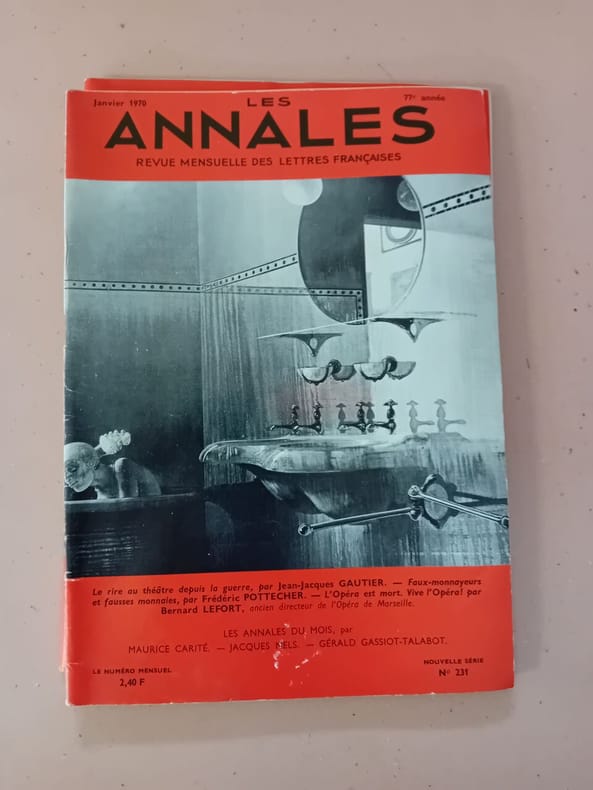 Janvier 1970
LES
77e année
ANNALES
REVUE MENSUELLE DES LETTRES FRANÇAISES
Le rire au théâtre depuis la guerre, par Jean-Jacques GAUTIER. — Faux-monnayeurs
et fausses monnaies, par Frédéric POTTECHER. — L'Opéra est mort. Vive l'Opéra! par
Bernard LEFORT, ancien directeur de l'Opéra de Marseille.
LES ANNALES DU MOIS, par
MAURICE CARITÉ. — JACQUES NELS. — GÉRALD GASSIOT-TALABOT.
LE NUMÉRO MENSUEL
2,40 F
NOUVELLE SÉRIE
No 231